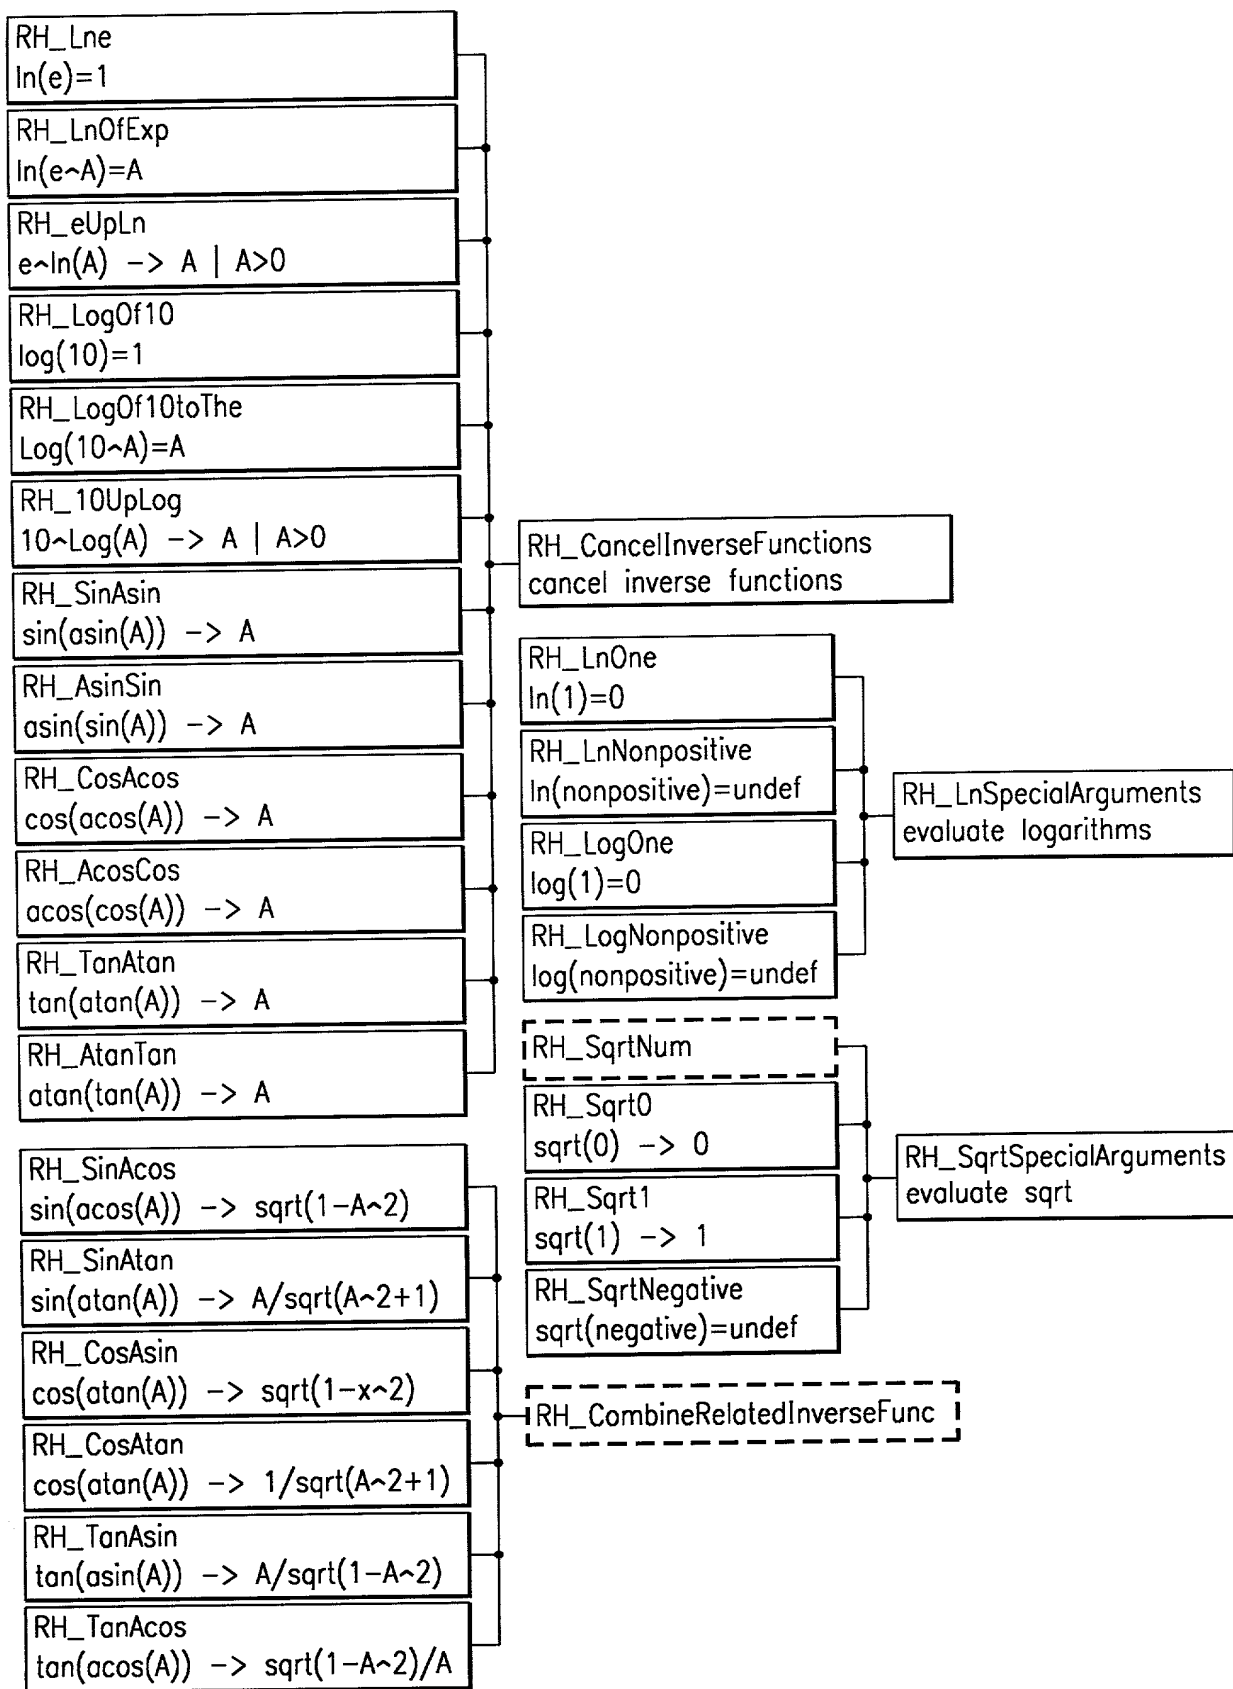 RH_Lne
ln(e)=1
RH_LnOfExp
ln(e~A)=A
RH_eUpLn
e~ln(A) -> A | A>0
RH_LogOf10
log(10)=1
RH_LogOf10toThe
Log(10~A)=A
RH_10UpLog
10~Log(A) -> A | A>0
RH_SinAsin
sin(asin(A)) -> A
RH_AsinSin
asin(sin(A)) -> A
RH_CosAcos
cos(acos(A)) -> A
RH_AcosCos
acos(cos(A)) -> A
RH_TanAtan
tan(atan(A)) -> A
RH_AtanTan
atan(tan(A)) -> A
RH_CancelInverseFunctions
cancel inverse functions
RH_LnOne
ln(1)=0
RH_LnNonpositive
ln(nonpositive)=undef
RH_LogOne
log(1)=0
RH_LogNonpositive
log(nonpositive)=undef
RH_LnSpecialArguments
evaluate logarithms
RH_SqrtNum
RH_Sqrt0
sqrt(0) -> 0
RH_Sqrt1
sqrt(1) -> 1
RH_SqrtNegative
sqrt(negative)=undef
RH_SqrtSpecialArguments
evaluate sqrt
RH_SinAcos
sin(acos(A)) -> sqrt(1-A~2)
RH_SinAtan
sin(atan(A)) -> A/sqrt(A~2+1)
RH_CosAsin
cos(atan(A)) -> sqrt(1-x~2)
RH_CosAtan
cos(atan(A)) -> 1/sqrt(A~2+1)
RH_TanAsin
tan(asin(A)) -> A/sqrt(1-A~2)
RH_TanAcos
tan(acos(A)) -> sqrt(1-A~2)/A
RH_CombineRelatedInverseFunc